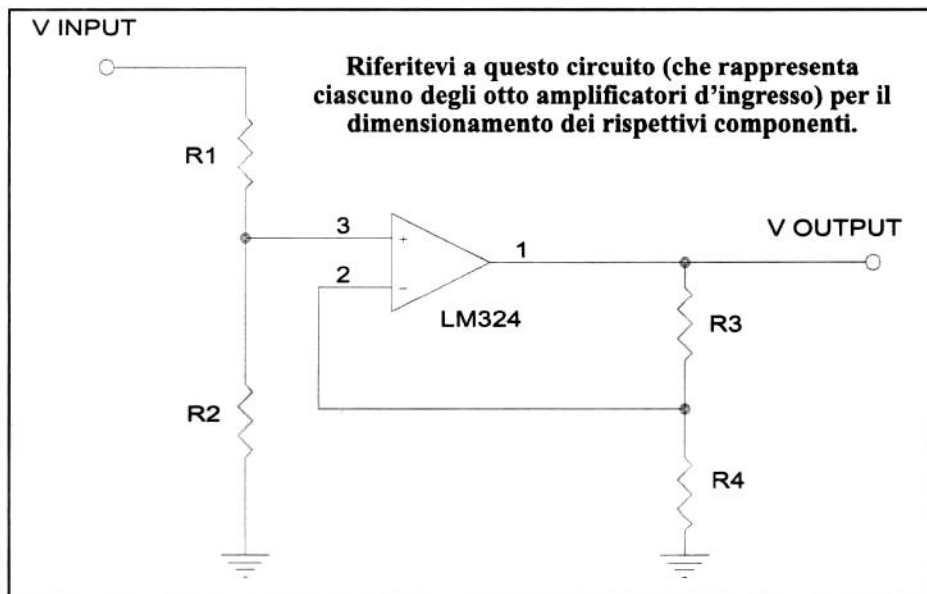 V INPUT
Riferitevi a questo circuito (che rappresenta
ciascuno degli otto amplificatori d'ingresso) per il
dimensionamento dei rispettivi componenti.
R1
3
+
1
V OUTPUT
2
−
LM324
R3
R2
R4